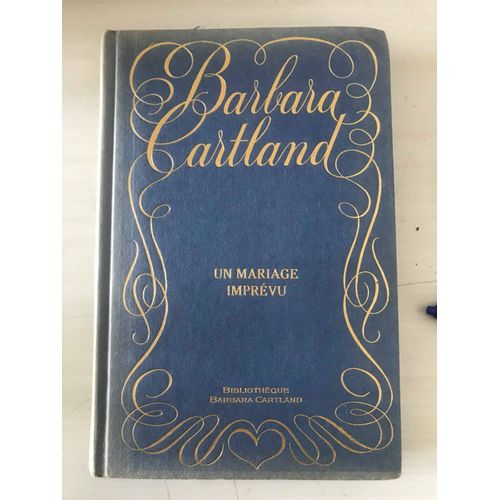 Barbara
Cartland
UN MARIAGE
IMPRÉVU
BIBLIOTHÈQUE
BARBARA CARTLAND